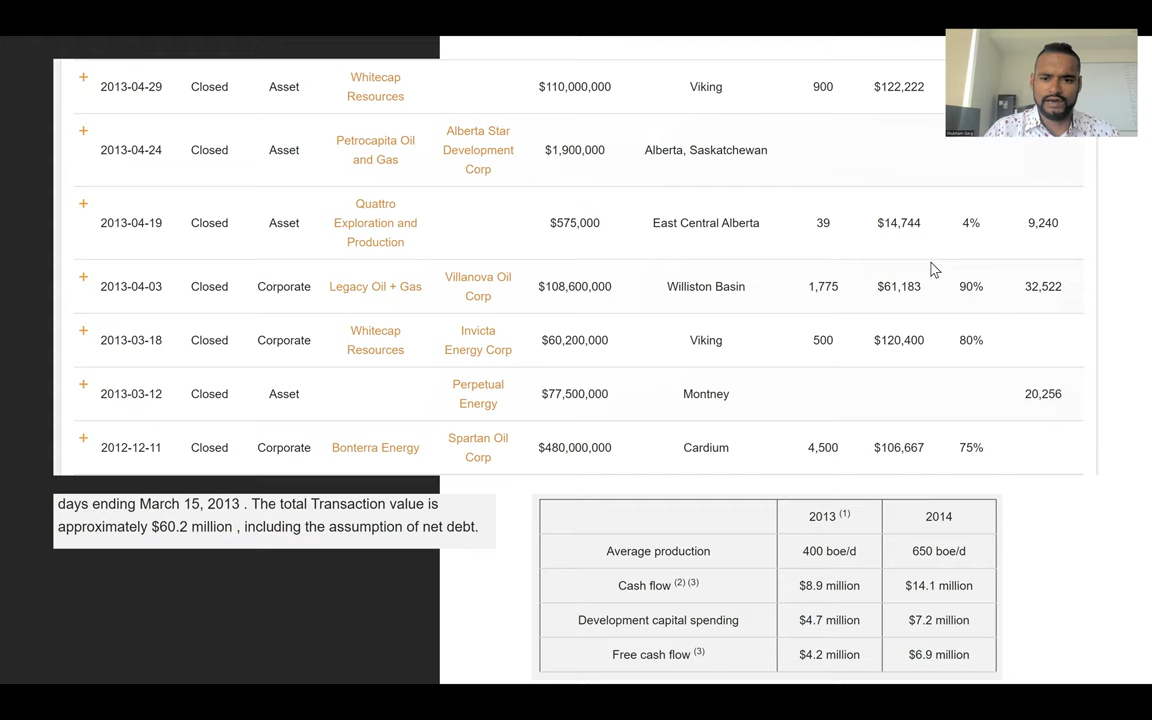 + 2013-04-29 Closed Asset Whitecap Resources $110,000,000 Viking 900 $122,222
+ 2013-04-24 Closed Asset Petrocapita Oil and Gas Alberta Star Development Corp $1,900,000 Alberta, Saskatchewan
+ 2013-04-19 Closed Asset Quattro Exploration and Production $575,000 East Central Alberta 39 $14,744 4% 9,240
+ 2013-04-03 Closed Corporate Legacy Oil + Gas Villanova Oil Corp $108,600,000 Williston Basin 1,775 $61,183 90% 32,522
+ 2013-03-18 Closed Corporate Whitecap Resources Invicta Energy Corp $60,200,000 Viking 500 $120,400 80%
+ 2013-03-12 Closed Asset Perpetual Energy $77,500,000 Montney 20,256
+ 2012-12-11 Closed Corporate Bonterra Energy Spartan Oil Corp $480,000,000 Cardium 4,500 $106,667 75%
days ending March 15, 2013 . The total Transaction value is
approximately $60.2 million , including the assumption of net debt.
2013 (1) 2014
Average production 400 boe/d 650 boe/d
Cash flow (2) (3) $8.9 million $14.1 million
Development capital spending $4.7 million $7.2 million
Free cash flow (3) $4.2 million $6.9 million